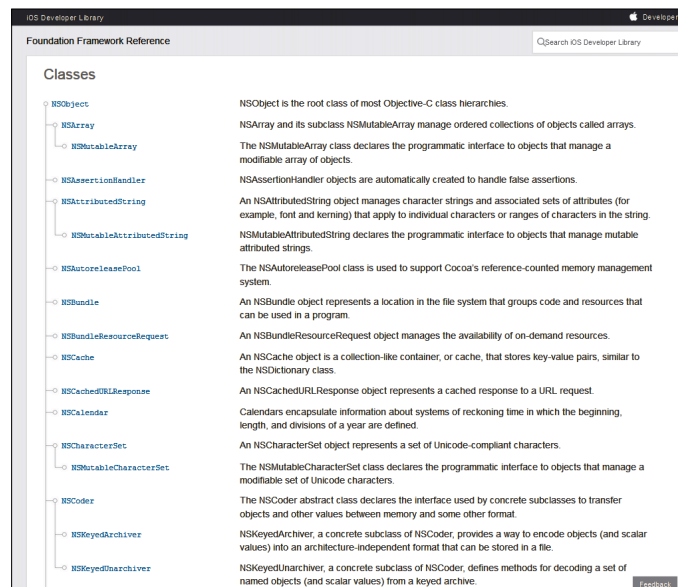 iOS Developer Library
Developer
Foundation Framework Reference
Search iOS Developer Library
Classes
NSObject NSObject is the root class of most Objective-C class hierarchies.
NSArray NSArray and its subclass NSMutableArray manage ordered collections of objects called arrays.
NSMutableArray The NSMutableArray class declares the programmatic interface to objects that manage a
modifiable array of objects.
NSAssertionHandler NSAssertionHandler objects are automatically created to handle false assertions.
NSAttributedString An NSAttributedString object manages character strings and associated sets of attributes (for
example, font and kerning) that apply to individual characters or ranges of characters in the string.
NSMutableAttributedString NSMutableAttributedString declares the programmatic interface to objects that manage mutable
attributed strings.
NSAutoreleasePool The NSAutoreleasePool class is used to support Cocoa's reference-counted memory management
system.
NSBundle An NSBundle object represents a location in the file system that groups code and resources that
can be used in a program.
NSBundleResourceRequest An NSBundleResourceRequest object manages the availability of on-demand resources.
NSCache An NSCache object is a collection-like container, or cache, that stores key-value pairs, similar to
the NSDictionary class.
NSCachedURLResponse An NSCachedURLResponse object represents a cached response to a URL request.
NSCalendar Calendars encapsulate information about systems of reckoning time in which the beginning,
length, and divisions of a year are defined.
NSCharacterSet An NSCharacterSet object represents a set of Unicode-compliant characters.
NSMutableCharacterSet The NSMutableCharacterSet class declares the programmatic interface to objects that manage a
modifiable set of Unicode characters.
NSCoder The NSCoder abstract class declares the interface used by concrete subclasses to transfer
objects and other values between memory and some other format.
NSKeyedArchiver NSKeyedArchiver, a concrete subclass of NSCoder, provides a way to encode objects (and scalar
values) into an architecture-independent format that can be stored in a file.
NSKeyedUnarchiver NSKeyedUnarchiver, a concrete subclass of NSCoder, defines methods for decoding a set of
named objects (and scalar values) from a keyed archive.
Feedback